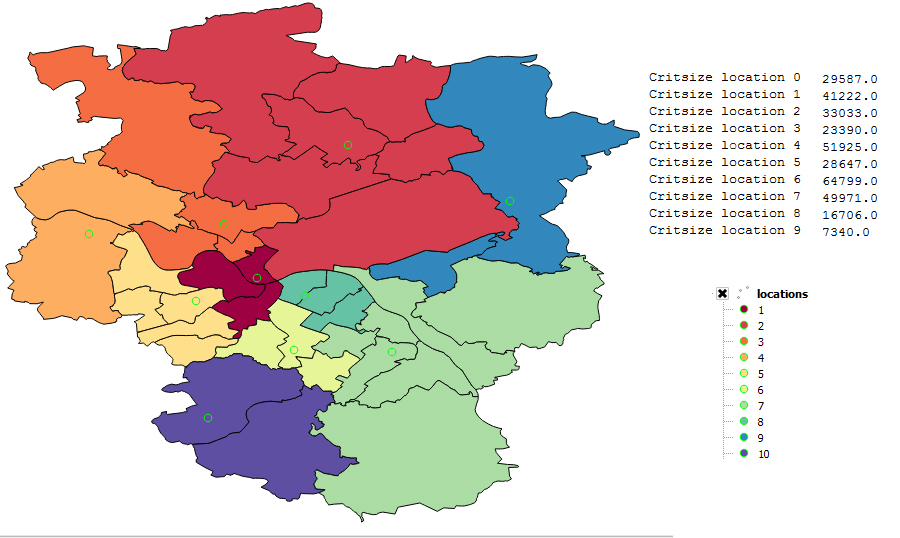 Critsize location 0 29587.0
Critsize location 1 41222.0
Critsize location 2 33033.0
Critsize location 3 23390.0
Critsize location 4 51925.0
Critsize location 5 28647.0
Critsize location 6 64799.0
Critsize location 7 49971.0
Critsize location 8 16706.0
Critsize location 9 7340.0
locations
1
2
3
4
5
6
7
8
9
10